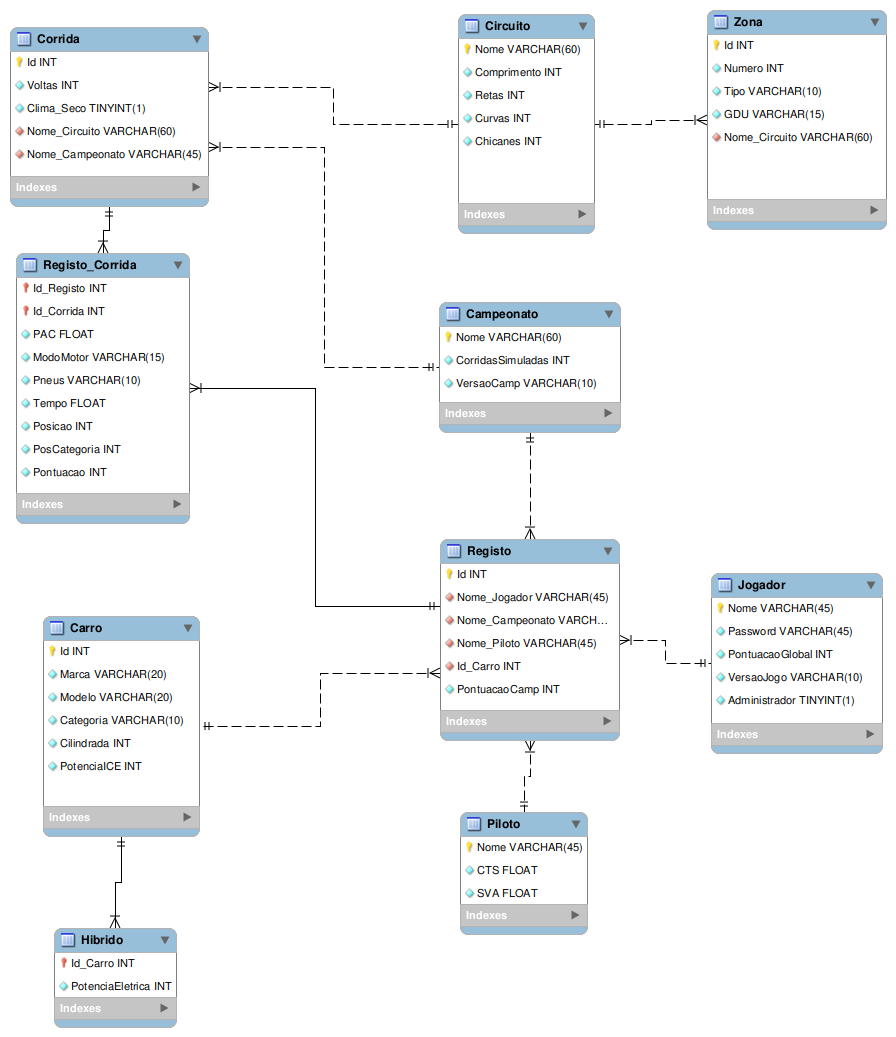 Corrida
Id INT
Voltas INT
Clima_Seco TINYINT(1)
Nome_Circuito VARCHAR(60)
Nome_Campeonato VARCHAR(45)
Indexes
Circuito
Nome VARCHAR(60)
Comprimento INT
Retas INT
Curvas INT
Chicanes INT
Indexes
Zona
Id INT
Numero INT
Tipo VARCHAR(10)
GDU VARCHAR(15)
Nome_Circuito VARCHAR(60)
Indexes
Registo_Corrida
Id_Registo INT
Id_Corrida INT
PAC FLOAT
ModoMotor VARCHAR(15)
Pneus VARCHAR(10)
Tempo FLOAT
Posicao INT
PosCategoria INT
Pontuacao INT
Indexes
Campeonato
Nome VARCHAR(60)
CorridasSimuladas INT
VersaoCamp VARCHAR(10)
Indexes
Registo
Id INT
Nome_Jogador VARCHAR(45)
Nome_Campeonato VARCH...
Nome_Piloto VARCHAR(45)
Id_Carro INT
PontuacaoCamp INT
Indexes
Jogador
Nome VARCHAR(45)
Password VARCHAR(45)
PontuacaoGlobal INT
VersaoJogo VARCHAR(10)
Administrador TINYINT(1)
Indexes
Carro
Id INT
Marca VARCHAR(20)
Modelo VARCHAR(20)
Categoria VARCHAR(10)
Cilindrada INT
PotenciaICE INT
Indexes
Piloto
Nome VARCHAR(45)
CTS FLOAT
SVA FLOAT
Indexes
Hibrido
Id_Carro INT
PotenciaEletrica INT
Indexes